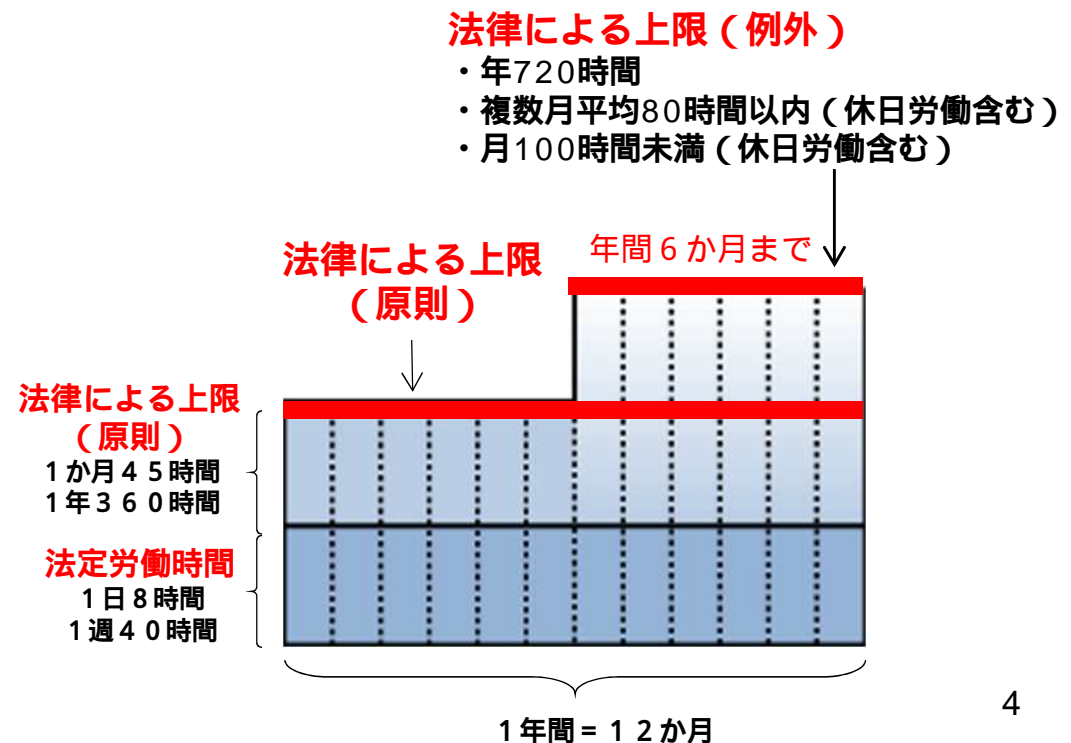 法律による上限（例外）
・年720時間
・複数月平均80時間以内（休日労働含む）
・月100時間未満（休日労働含む）
年間６か月まで
法律による上限
（原則）
法律による上限
（原則）
１か月４５時間
１年３６０時間
法定労働時間
１日８時間
１週４０時間
１年間＝１２か月
4